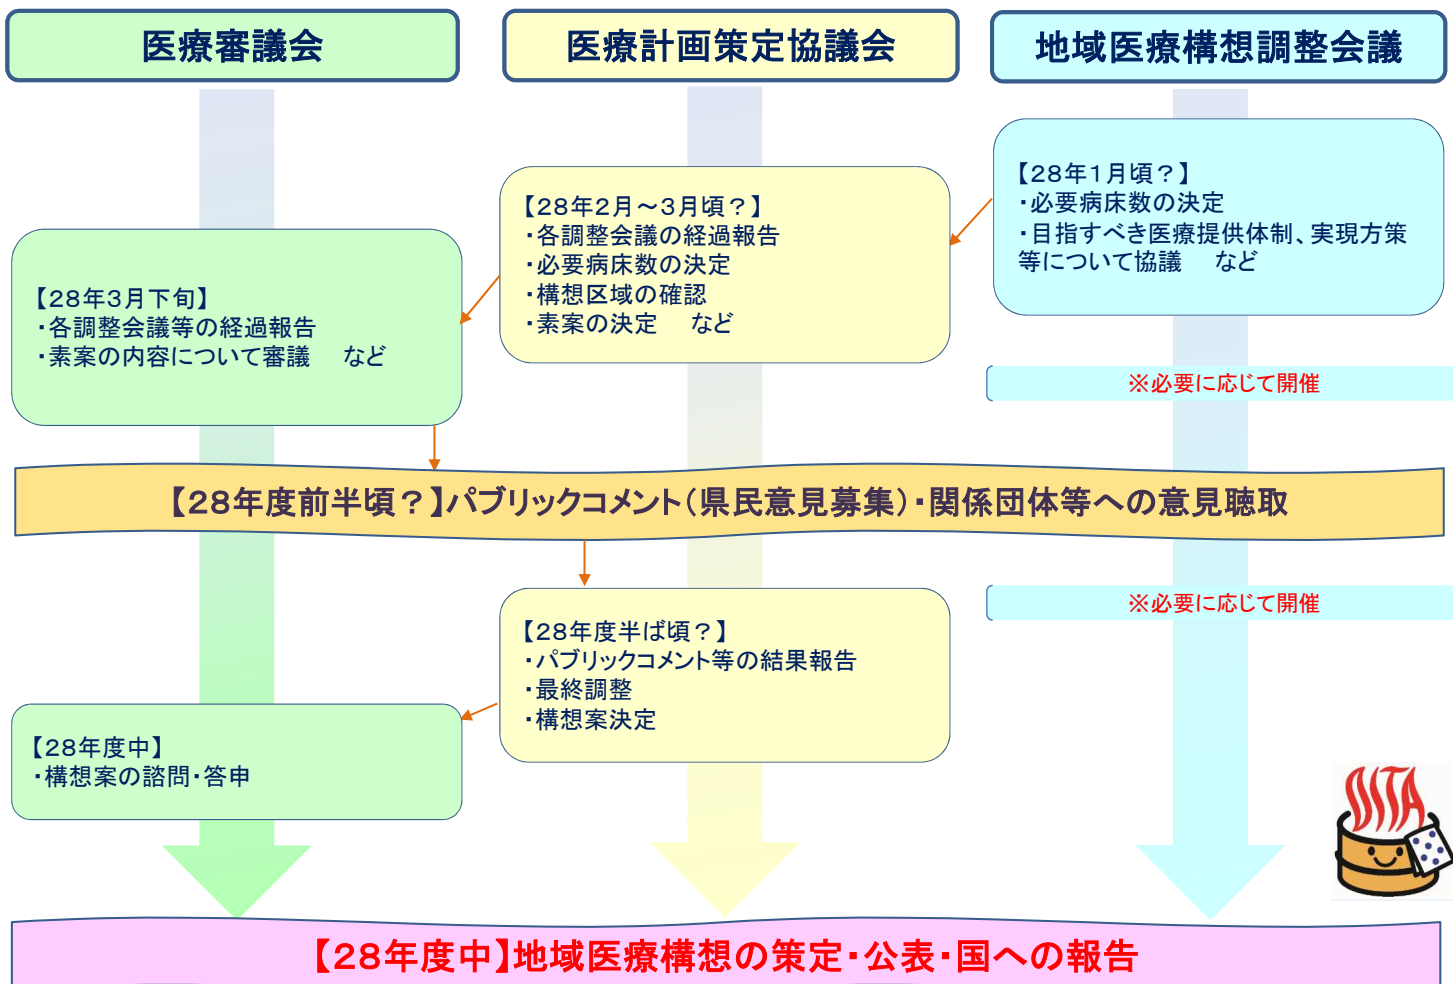 医療審議会
医療計画策定協議会
地域医療構想調整会議
【28年1月頃？】
・必要病床数の決定
・目指すべき医療提供体制、実現方策
等について協議　など
【28年2月～3月頃？】
・各調整会議の経過報告
・必要病床数の決定
・構想区域の確認
・素案の決定　など
【28年3月下旬】
・各調整会議等の経過報告
・素案の内容について審議　など
※必要に応じて開催
【28年度前半頃？】パブリックコメント（県民意見募集）・関係団体等への意見聴取
※必要に応じて開催
【28年度半ば頃？】
・パブリックコメント等の結果報告
・最終調整
・構想案決定
【28年度中】
・構想案の諮問・答申
OITA
【28年度中】地域医療構想の策定・公表・国への報告